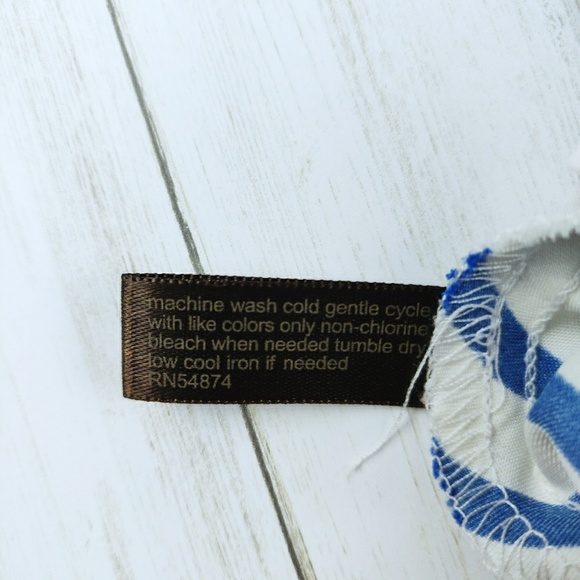 machine wash cold gentle cycle
with like colors only non-chlorine
bleach when needed tumble dry
low cool iron if needed
RN54874